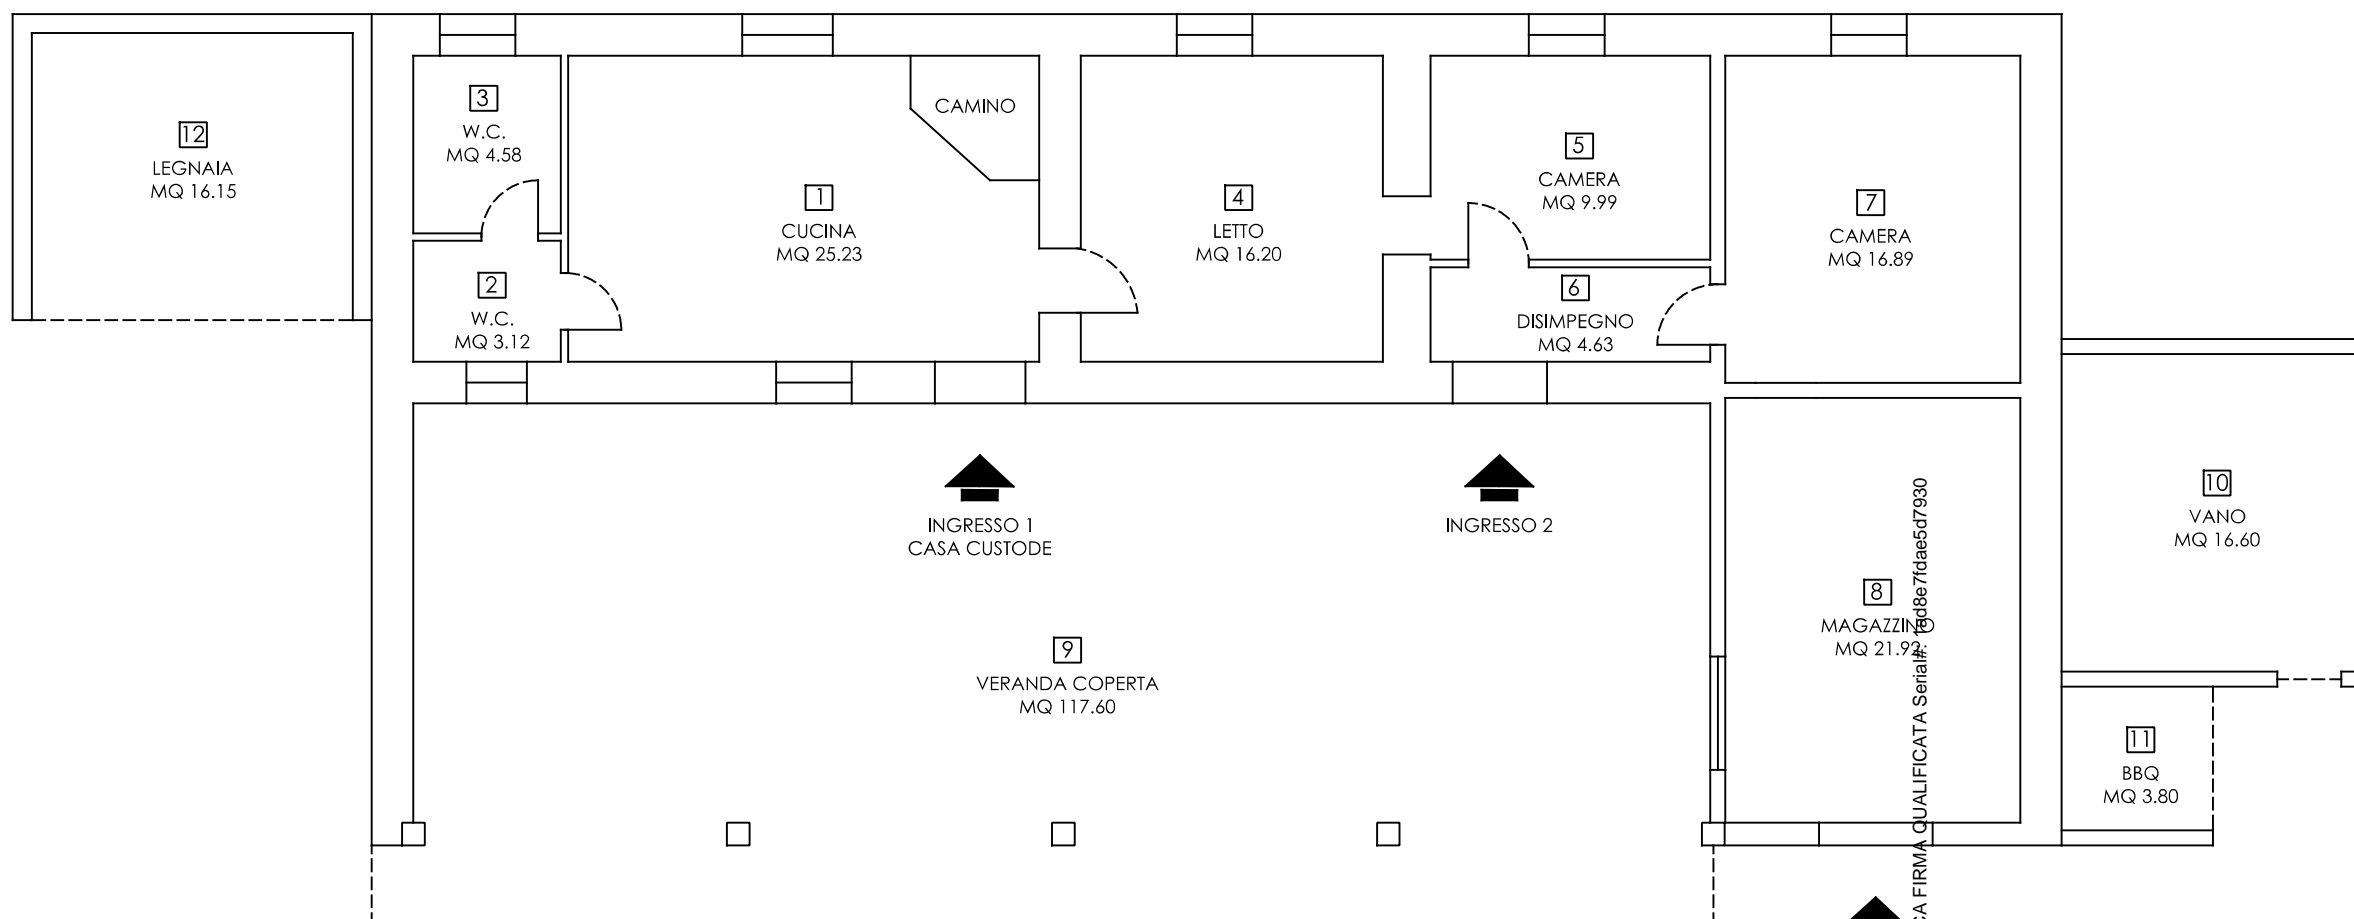 12
LEGNAIA
MQ 16.15
3
W.C.
MQ 4.58
2
W.C.
MQ 3.12
1
CUCINA
MQ 25.23
CAMINO
4
LETTO
MQ 16.20
5
CAMERA
MQ 9.99
6
DISIMPEGNO
MQ 4.63
7
CAMERA
MQ 16.89
INGRESSO 1
CASA CUSTODE
INGRESSO 2
9
VERANDA COPERTA
MQ 117.60
8
MAGAZZINO
MQ 21.92
10
VANO
MQ 16.60
11
BBQ
MQ 3.80
FIRMA QUALIFICATA Serial#: